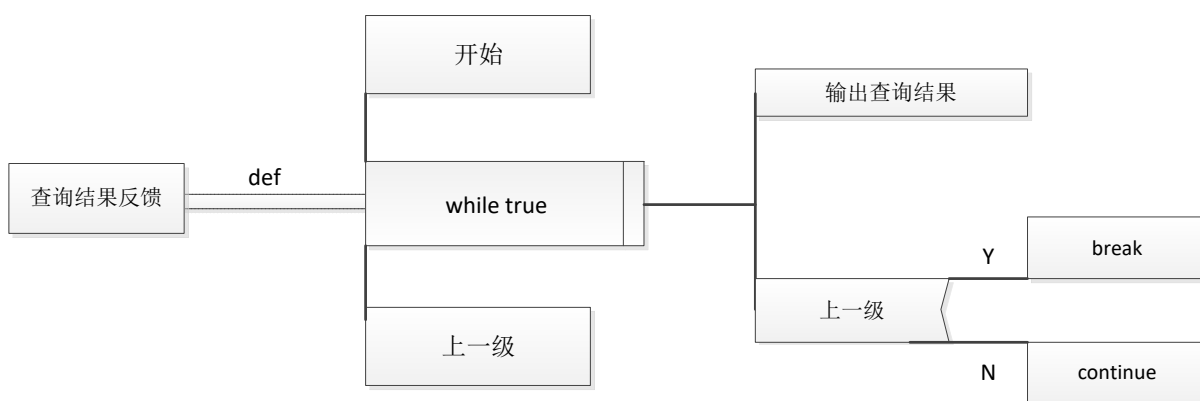 开始
输出查询结果
查询结果反馈
def
while true
Y
break
上一级
上一级
N
continue